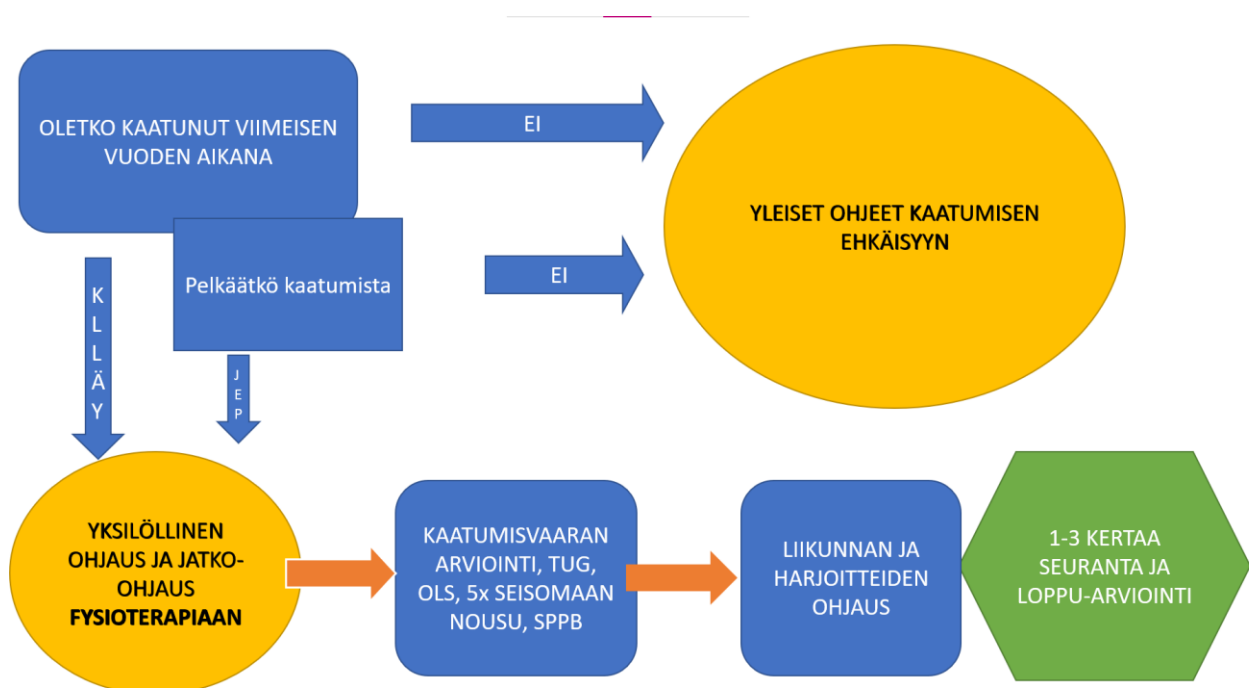 OLETKO KAATUNUT VIIMEISEN
VUODEN AIKANA
EI
YLEISET OHJEET KAATUMISEN
EHKÄISYYN
Pelkäätkö kaatumista
EI
K
L
L
Ä
Y
J
E
P
YKSILÖLLINEN
OHJAUS JA JATKO-
OHJAUS
FYSIOTERAPIAAN
KAATUMISVAARAN
ARVIOINTI, TUG,
OLS, 5x SEISOMAAN
NOUSU, SPPB
LIIKUNNAN JA
HARJOITTEIDEN
OHJAUS
1-3 KERTAA
SEURANTA JA
LOPPU-ARVIOINTI